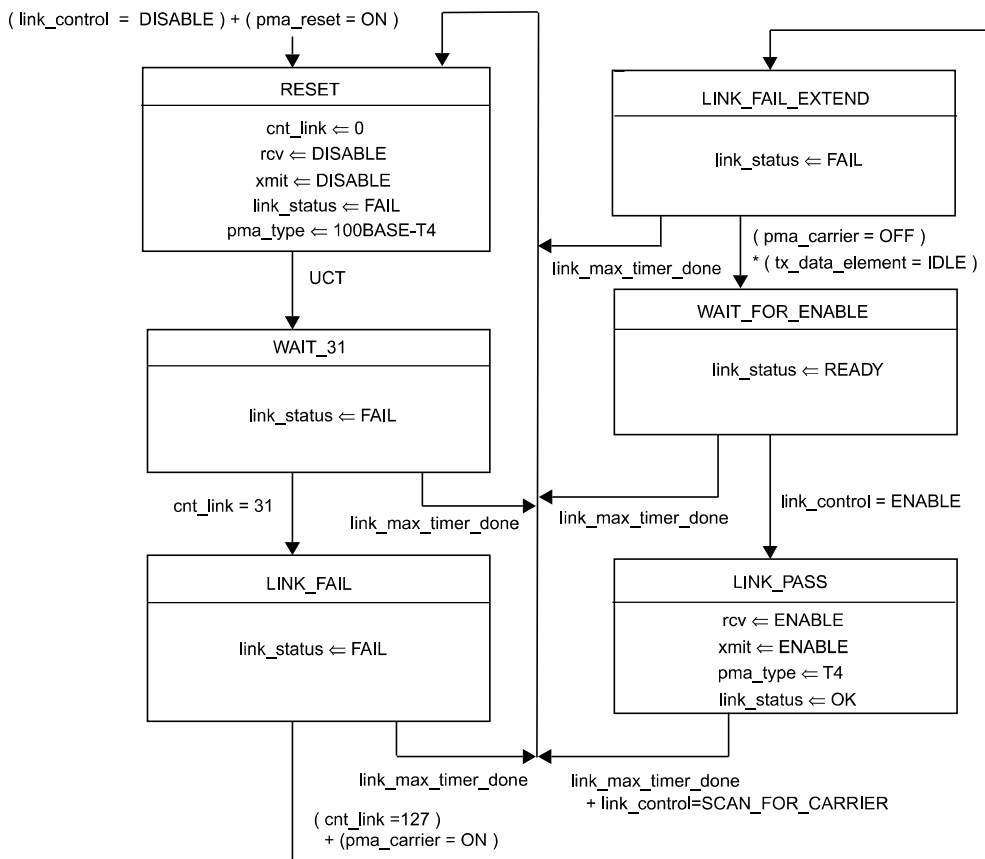 ( link_control = DISABLE ) + ( pma_reset = ON )
RESET
cnt_link ⇐ 0
rcv ⇐ DISABLE
xmit ⇐ DISABLE
link_status ⇐ FAIL
pma_type ⇐ 100BASE-T4
UCT
WAIT_31
link_status ⇐ FAIL
cnt_link = 31
link_max_timer_done
LINK_FAIL
link_status ⇐ FAIL
link_max_timer_done
( cnt_link =127 )
+ (pma_carrier = ON )
LINK_FAIL_EXTEND
link_status ⇐ FAIL
link_max_timer_done
( pma_carrier = OFF )
* ( tx_data_element = IDLE )
WAIT_FOR_ENABLE
link_status ⇐ READY
link_max_timer_done
link_control = ENABLE
LINK_PASS
rcv ⇐ ENABLE
xmit ⇐ ENABLE
pma_type ⇐ T4
link_status ⇐ OK
link_max_timer_done
+ link_control=SCAN_FOR_CARRIER